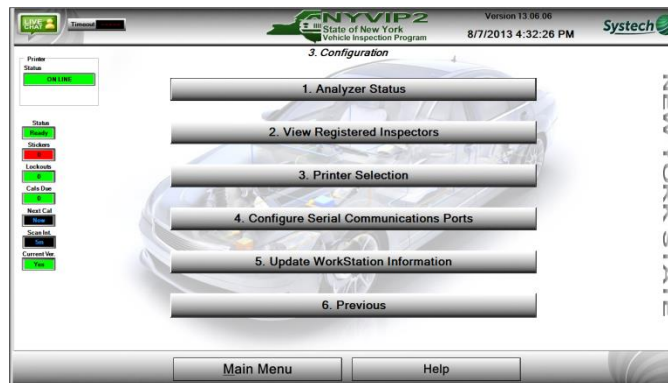 LIVE
CHAT
Timeout
NYVIP2
State of New York
Vehicle Inspection Program
Version 13.06.06
8/7/2013 4:32:26 PM
Systech
3. Configuration
Printer
Status
ON LINE
Status
Ready
Stickers
0
Lockouts
0
Cals Due
0
Next Cal
Now
Scan Int.
Current Ver.
Yes
1. Analyzer Status
2. View Registered Inspectors
3. Printer Selection
4. Configure Serial Communications Ports
5. Update WorkStation Information
6. Previous
NEW YORK STATE
Main Menu
Help